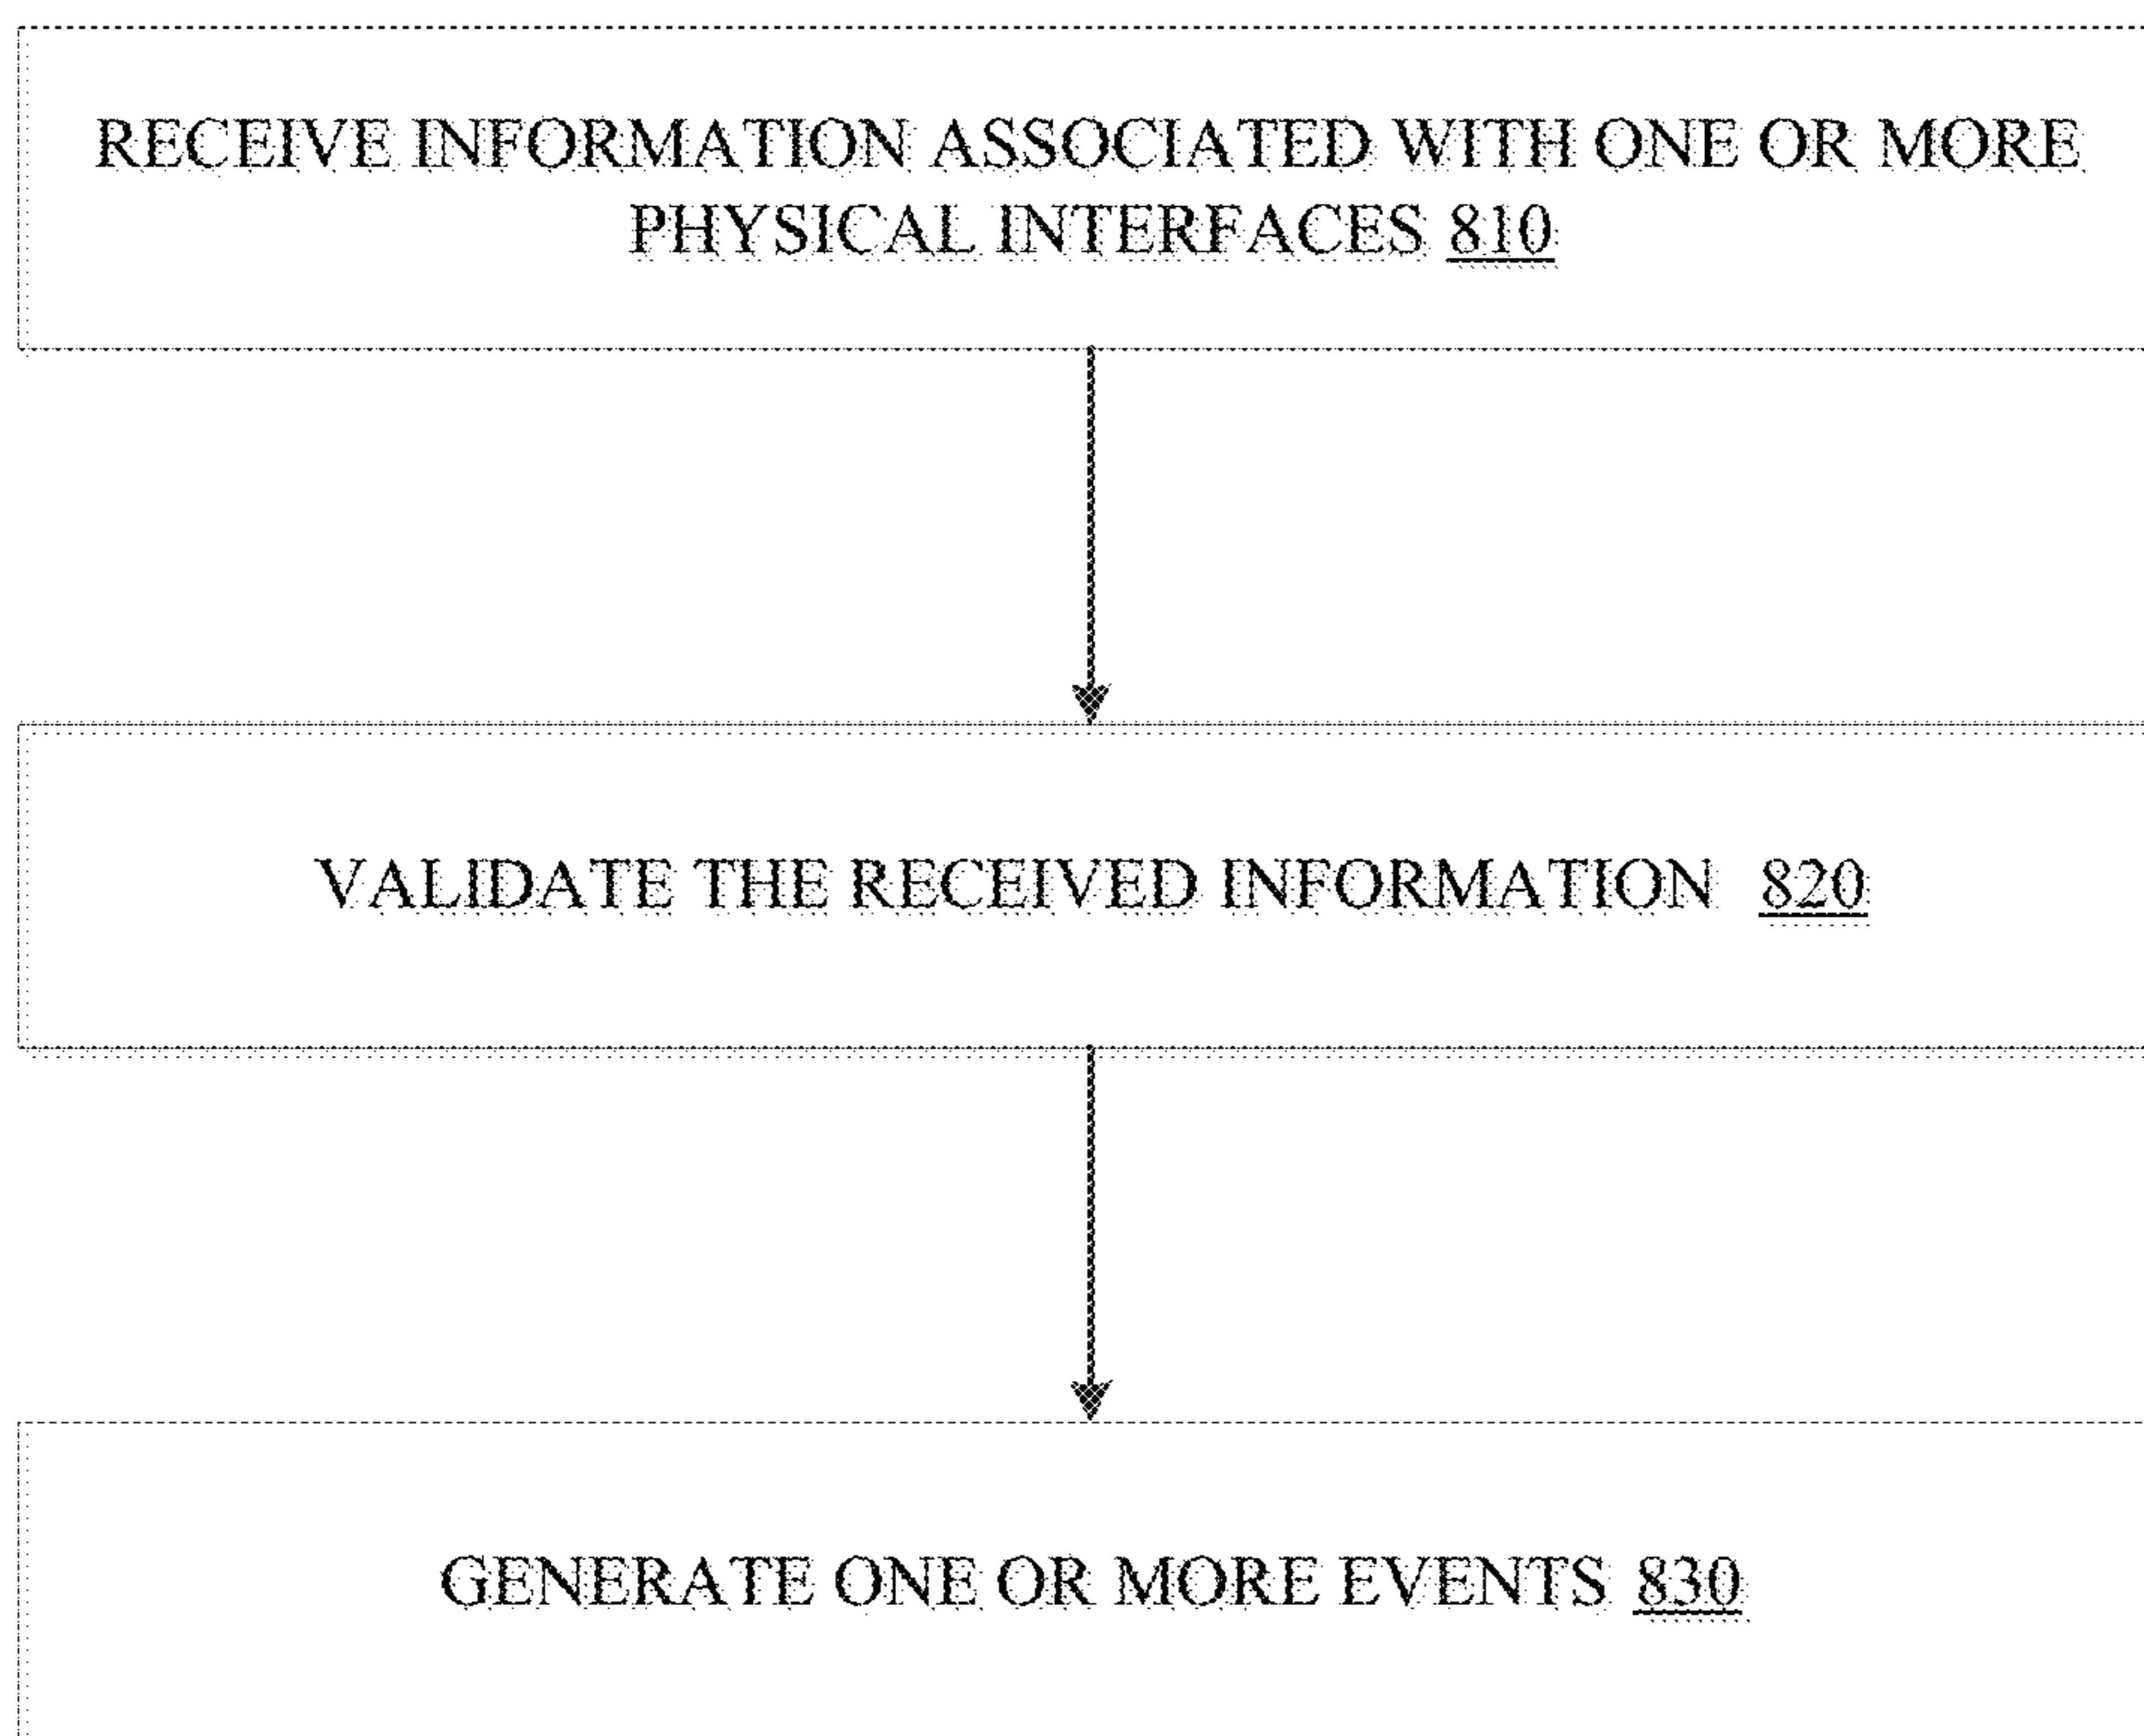 RECEIVE INFORMATION ASSOCIATED WITH ONE OR MORE
PHYSICAL INTERFACES 810
VALIDATE THE RECEIVED INFORMATION 820
GENERATE ONE OR MORE EVENTS 830